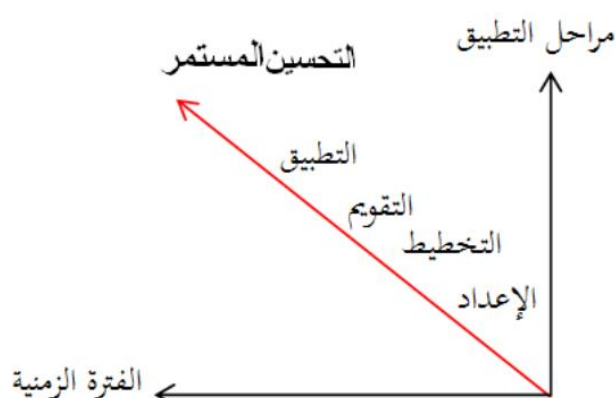 مراحل التطبيق
التحسين المستمر
التطبيق
التقويم
التخطيط
الإعداد
الفترة الزمنية